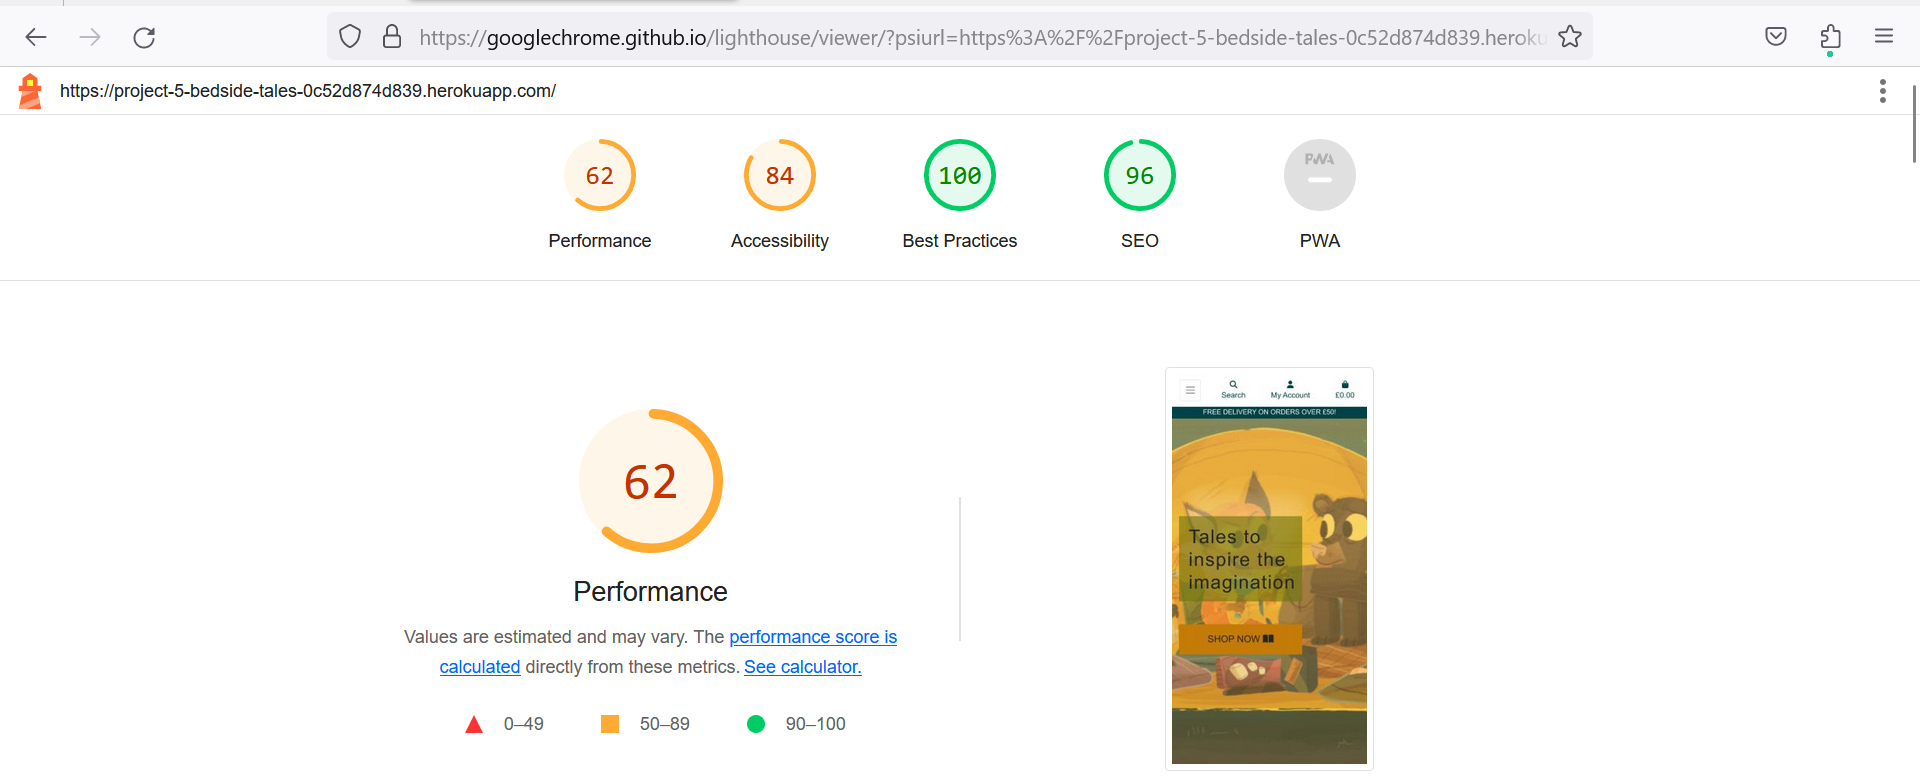 https://googlechrome.github.io/lighthouse/viewer/?psiurl=https%3A%2F%2Fproject-5-bedside-tales-0c52d874d839.heroku
https://project-5-bedside-tales-0c52d874d839.herokuapp.com/
62 84 100 96 PWA
Performance Accessibility Best Practices SEO PWA
62
Performance
Values are estimated and may vary. The performance score is
calculated directly from these metrics. See calculator.
0–49 50–89 90–100
Search My Account £0.00
FREE DELIVERY ON ORDERS OVER £50!
Tales to
inspire the
imagination
SHOP NOW